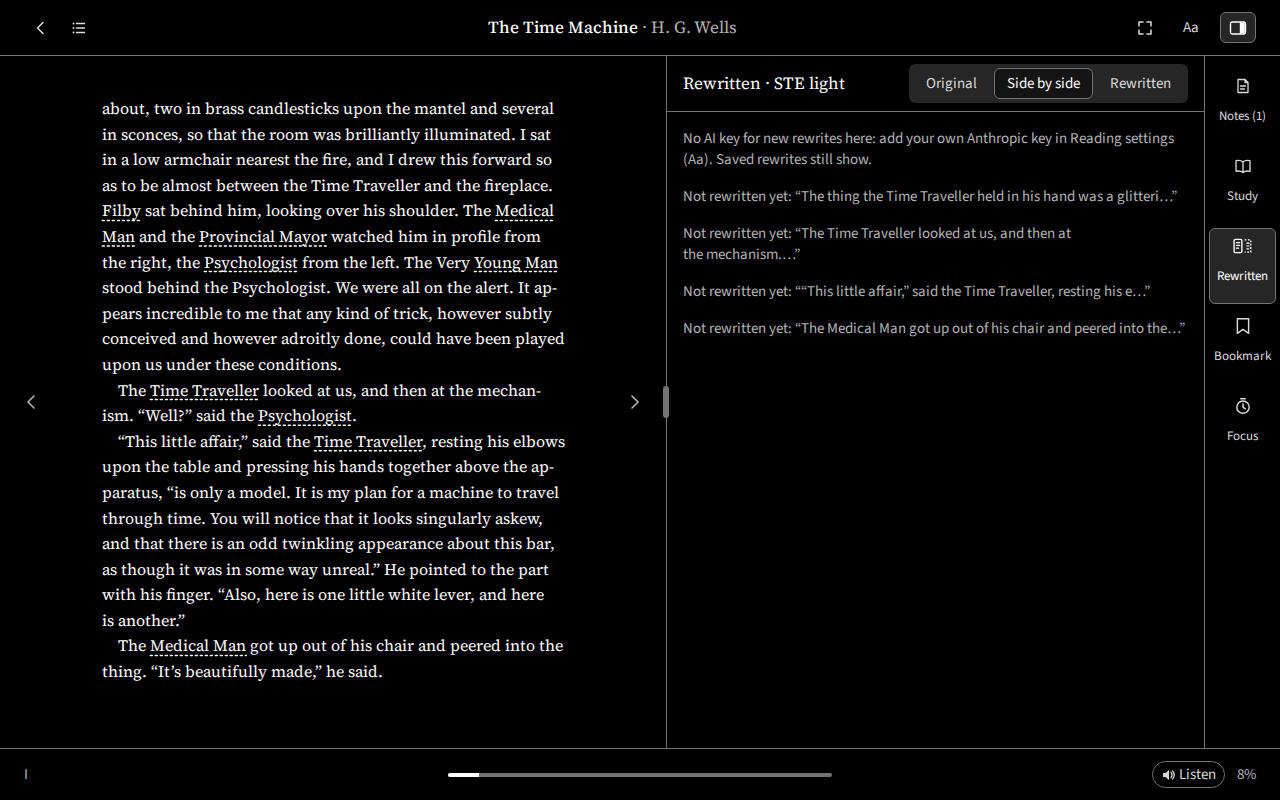 The Time Machine · H. G. Wells
Aa
about, two in brass candlesticks upon the mantel and several
in sconces, so that the room was brilliantly illuminated. I sat
in a low armchair nearest the fire, and I drew this forward so
as to be almost between the Time Traveller and the fireplace.
Filby sat behind him, looking over his shoulder. The Medical
Man and the Provincial Mayor watched him in profile from
the right, the Psychologist from the left. The Very Young Man
stood behind the Psychologist. We were all on the alert. It ap-
pears incredible to me that any kind of trick, however subtly
conceived and however adroitly done, could have been played
upon us under these conditions.
The Time Traveller looked at us, and then at the mechan-
ism. “Well?” said the Psychologist.
“This little affair,” said the Time Traveller, resting his elbows
upon the table and pressing his hands together above the ap-
paratus, “is only a model. It is my plan for a machine to travel
through time. You will notice that it looks singularly askew,
and that there is an odd twinkling appearance about this bar,
as though it was in some way unreal.” He pointed to the part
with his finger. “Also, here is one little white lever, and here
is another.”
The Medical Man got up out of his chair and peered into the
thing. “It’s beautifully made,” he said.
Rewritten · STE light
Original
Side by side
Rewritten
No AI key for new rewrites here: add your own Anthropic key in Reading settings
(Aa). Saved rewrites still show.
Not rewritten yet: “The thing the Time Traveller held in his hand was a glitteri…”
Not rewritten yet: “The Time Traveller looked at us, and then at
the mechanism.…”
Not rewritten yet: ““This little affair,” said the Time Traveller, resting his e…”
Not rewritten yet: “The Medical Man got up out of his chair and peered into the…”
Notes (1)
Study
Rewritten
Bookmark
Focus
I
Listen
8%